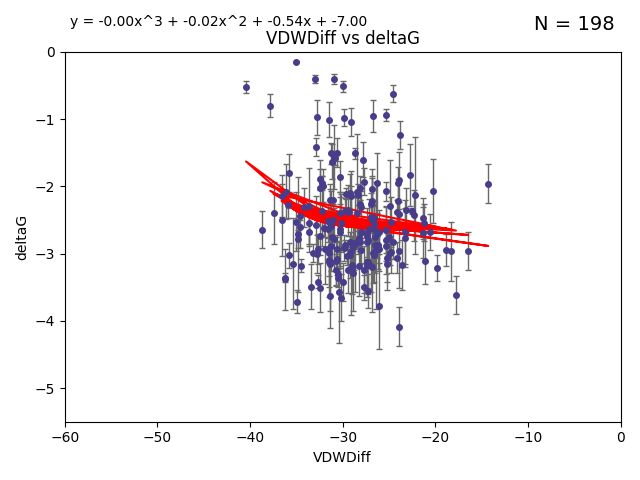 y = -0.00x^3 + -0.02x^2 + -0.54x + -7.00
N = 198
VDWDiff vs deltaG
0
−1
−2
−3
−4
−5
deltaG
−60 −50 −40 −30 −20 −10 0
VDWDiff